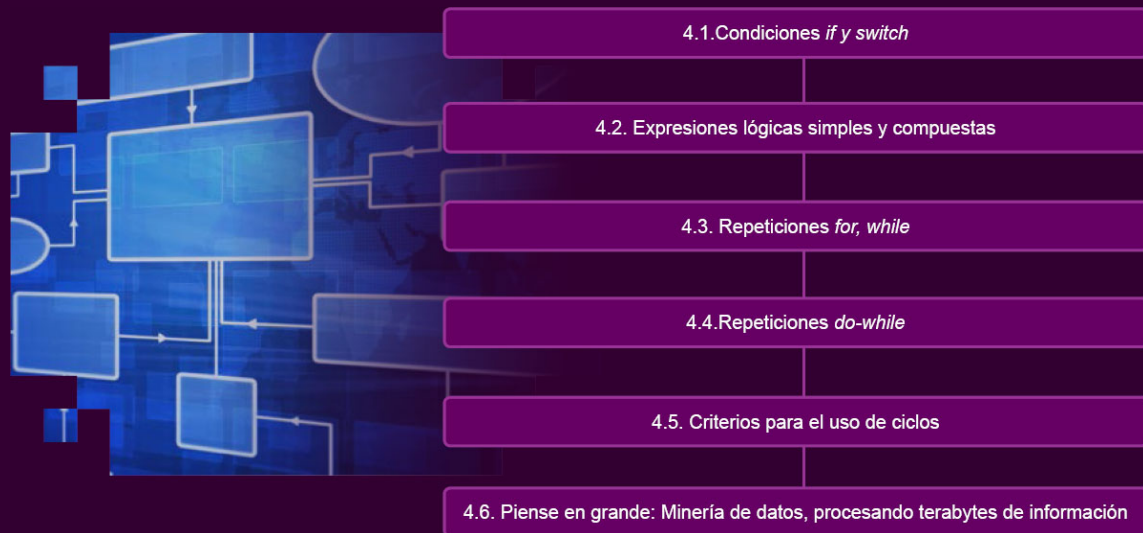 4.1.Condiciones if y switch
4.2. Expresiones lógicas simples y compuestas
4.3. Repeticiones for, while
4.4.Repeticiones do-while
4.5. Criterios para el uso de ciclos
4.6. Piense en grande: Minería de datos, procesando terabytes de información